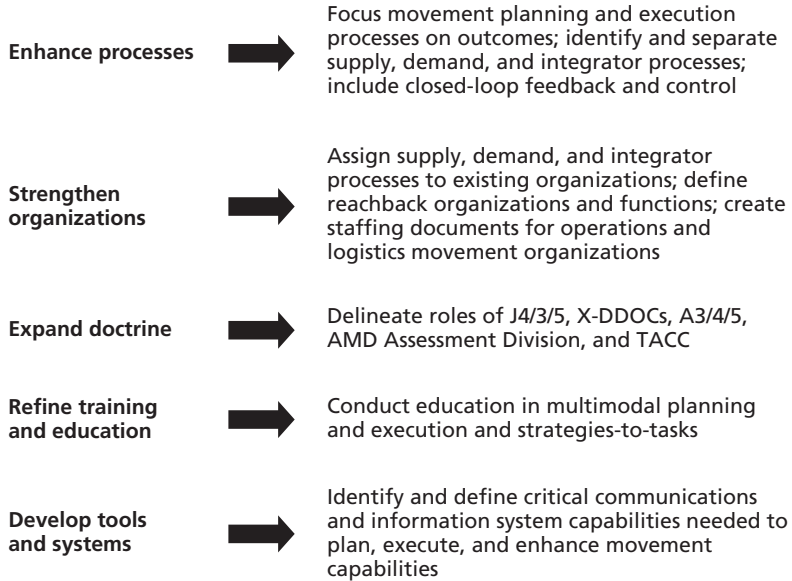 Enhance processes
Focus movement planning and execution
processes on outcomes; identify and separate
supply, demand, and integrator processes;
include closed-loop feedback and control
Strengthen
organizations
Assign supply, demand, and integrator
processes to existing organizations; define
reachback organizations and functions; create
staffing documents for operations and
logistics movement organizations
Expand doctrine
Delineate roles of J4/3/5, X-DDOCs, A3/4/5,
AMD Assessment Division, and TACC
Refine training
and education
Conduct education in multimodal planning
and execution and strategies-to-tasks
Develop tools
and systems
Identify and define critical communications
and information system capabilities needed to
plan, execute, and enhance movement
capabilities